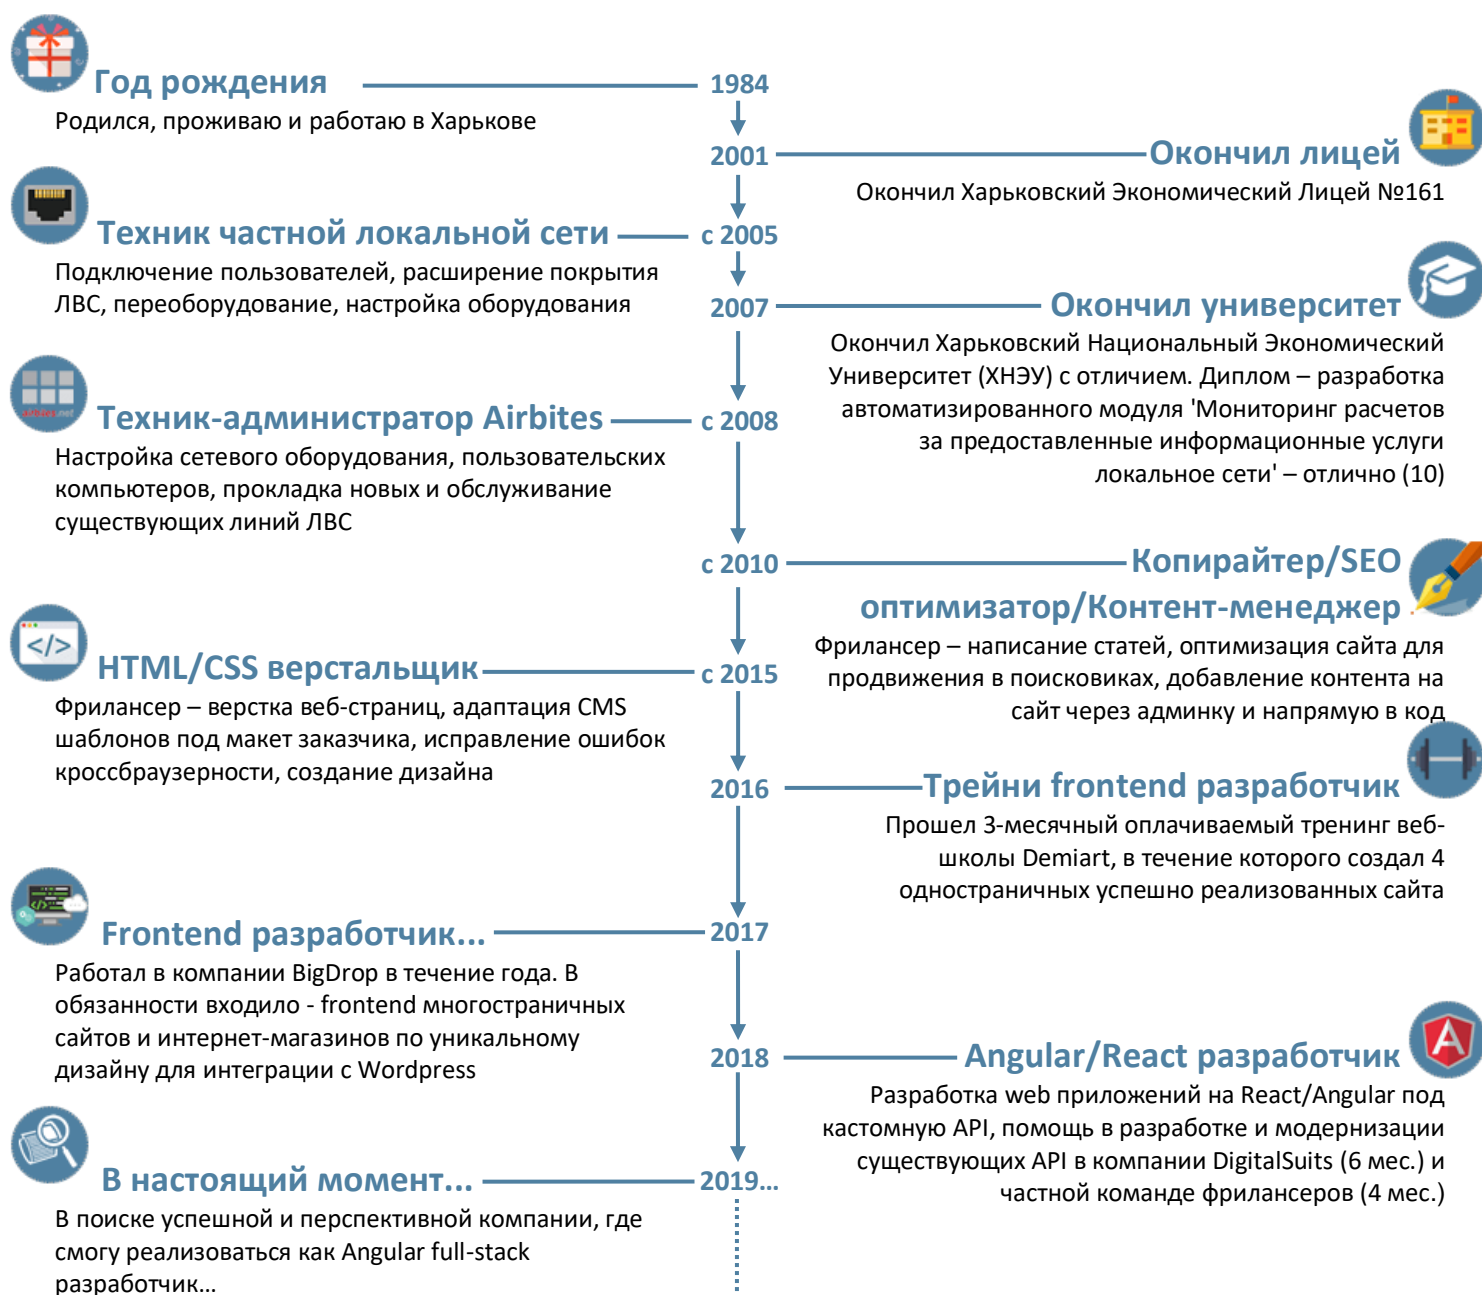 Год рождения
1984
Родился, проживаю и работаю в Харькове
2001
Окончил лицей
Окончил Харьковский Экономический Лицей №161
Техник частной локальной сети
с 2005
Подключение пользователей, расширение покрытия
ЛВС, переоборудование, настройка оборудования
2007
Окончил университет
Окончил Харьковский Национальный Экономический
Университет (ХНЭУ) с отличием. Диплом – разработка
автоматизированного модуля 'Мониторинг расчетов
за предоставленные информационные услуги
локальное сети' – отлично (10)
airbites.net
Техник-администратор Airbites
с 2008
Настройка сетевого оборудования, пользовательских
компьютеров, прокладка новых и обслуживание
существующих линий ЛВС
с 2010
Копирайтер/SEO
оптимизатор/Контент-менеджер
Фрилансер – написание статей, оптимизация сайта для
продвижения в поисковиках, добавление контента на
сайт через админку и напрямую в код
</>
HTML/CSS верстальщик
с 2015
Фрилансер – верстка веб-страниц, адаптация CMS
шаблонов под макет заказчика, исправление ошибок
кроссбраузерности, создание дизайна
2016
Трейни frontend разработчик
Прошел 3-месячный оплачиваемый тренинг веб-
школы Demiart, в течение которого создал 4
одностраничных успешно реализованных сайта
</>
Frontend разработчик...
2017
Работал в компании BigDrop в течение года. В
обязанности входило - frontend многостраничных
сайтов и интернет-магазинов по уникальному
дизайну для интеграции с Wordpress
2018
Angular/React разработчик
A
Разработка web приложений на React/Angular под
кастомную API, помощь в разработке и модернизации
существующих API в компании DigitalSuits (6 мес.) и
частной команде фрилансеров (4 мес.)
В настоящий момент...
2019...
В поиске успешной и перспективной компании, где
смогу реализоваться как Angular full-stack
разработчик...